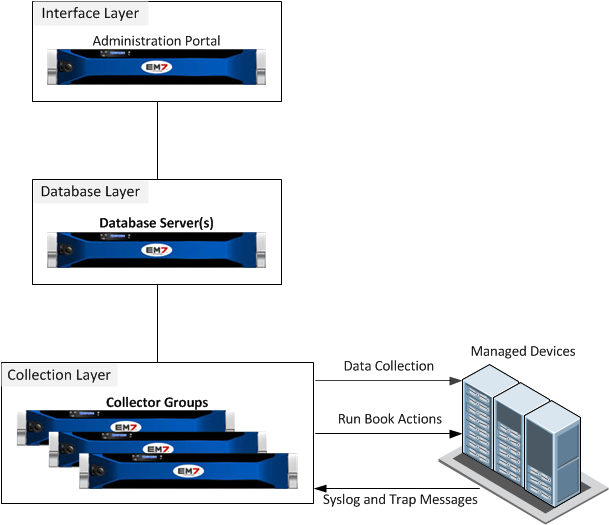 Interface Layer
Administration Portal
EM7
Database Layer
Database Server(s)
EM7
Collection Layer
Collector Groups
EM7
EM7
EM7
Data Collection
Run Book Actions
Syslog and Trap Messages
Managed Devices